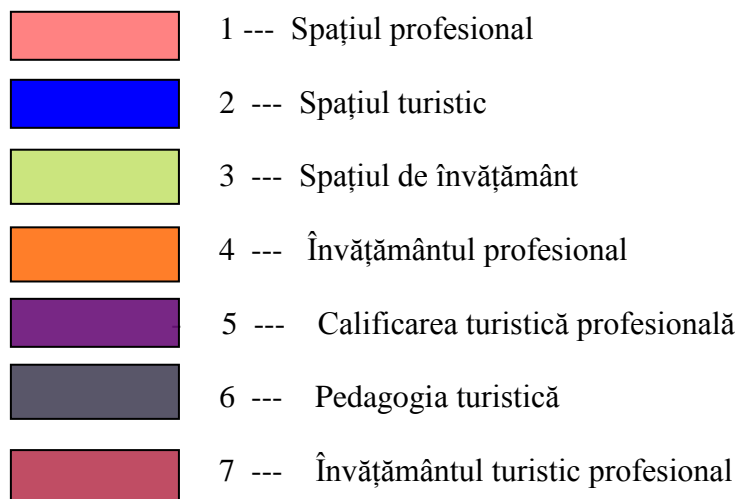 1 --- Spațiul profesional
2 --- Spațiul turistic
3 --- Spațiul de învățământ
4 --- Învățământul profesional
5 --- Calificarea turistică profesională
6 --- Pedagogia turistică
7 --- Învățământul turistic profesional